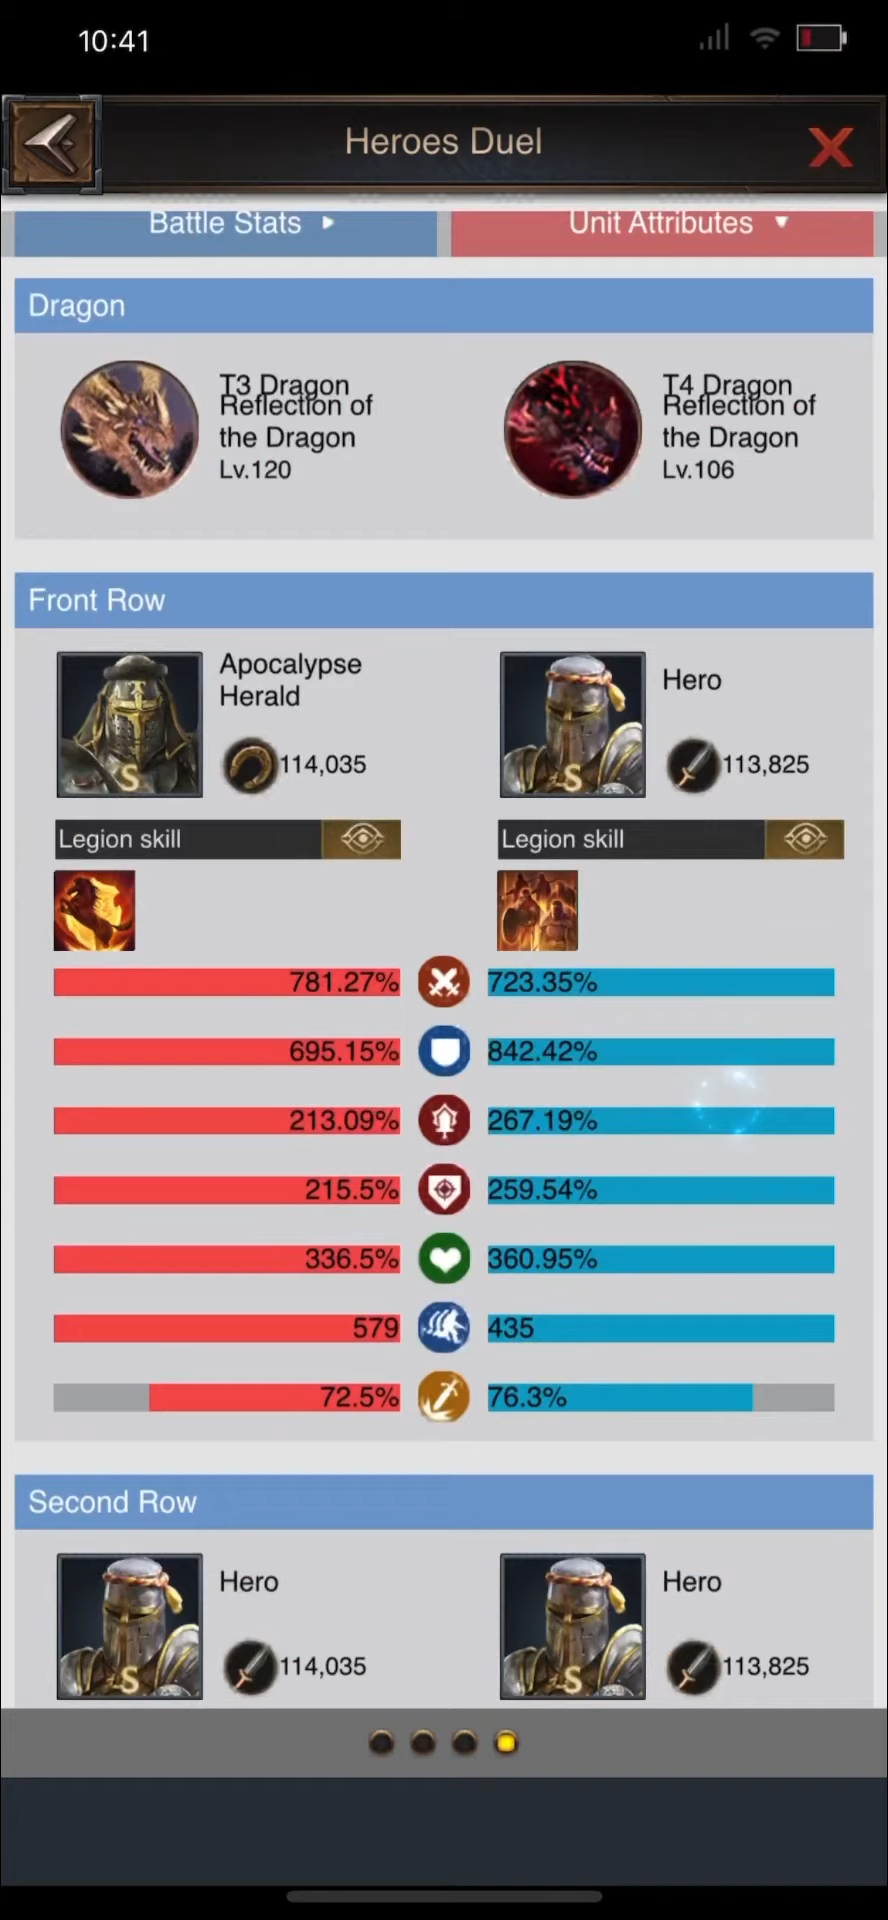 10:41
Heroes Duel
Battle Stats
Unit Attributes
Dragon
T3 Dragon
Reflection of
the Dragon
Lv.120
T4 Dragon
Reflection of
the Dragon
Lv.106
Front Row
Apocalypse
Herald
S
114,035
Hero
S
113,825
Legion skill
Legion skill
781.27% 723.35%
695.15% 842.42%
213.09% 267.19%
215.5% 259.54%
336.5% 360.95%
579 435
72.5% 76.3%
Second Row
Hero
S
114,035
Hero
S
113,825